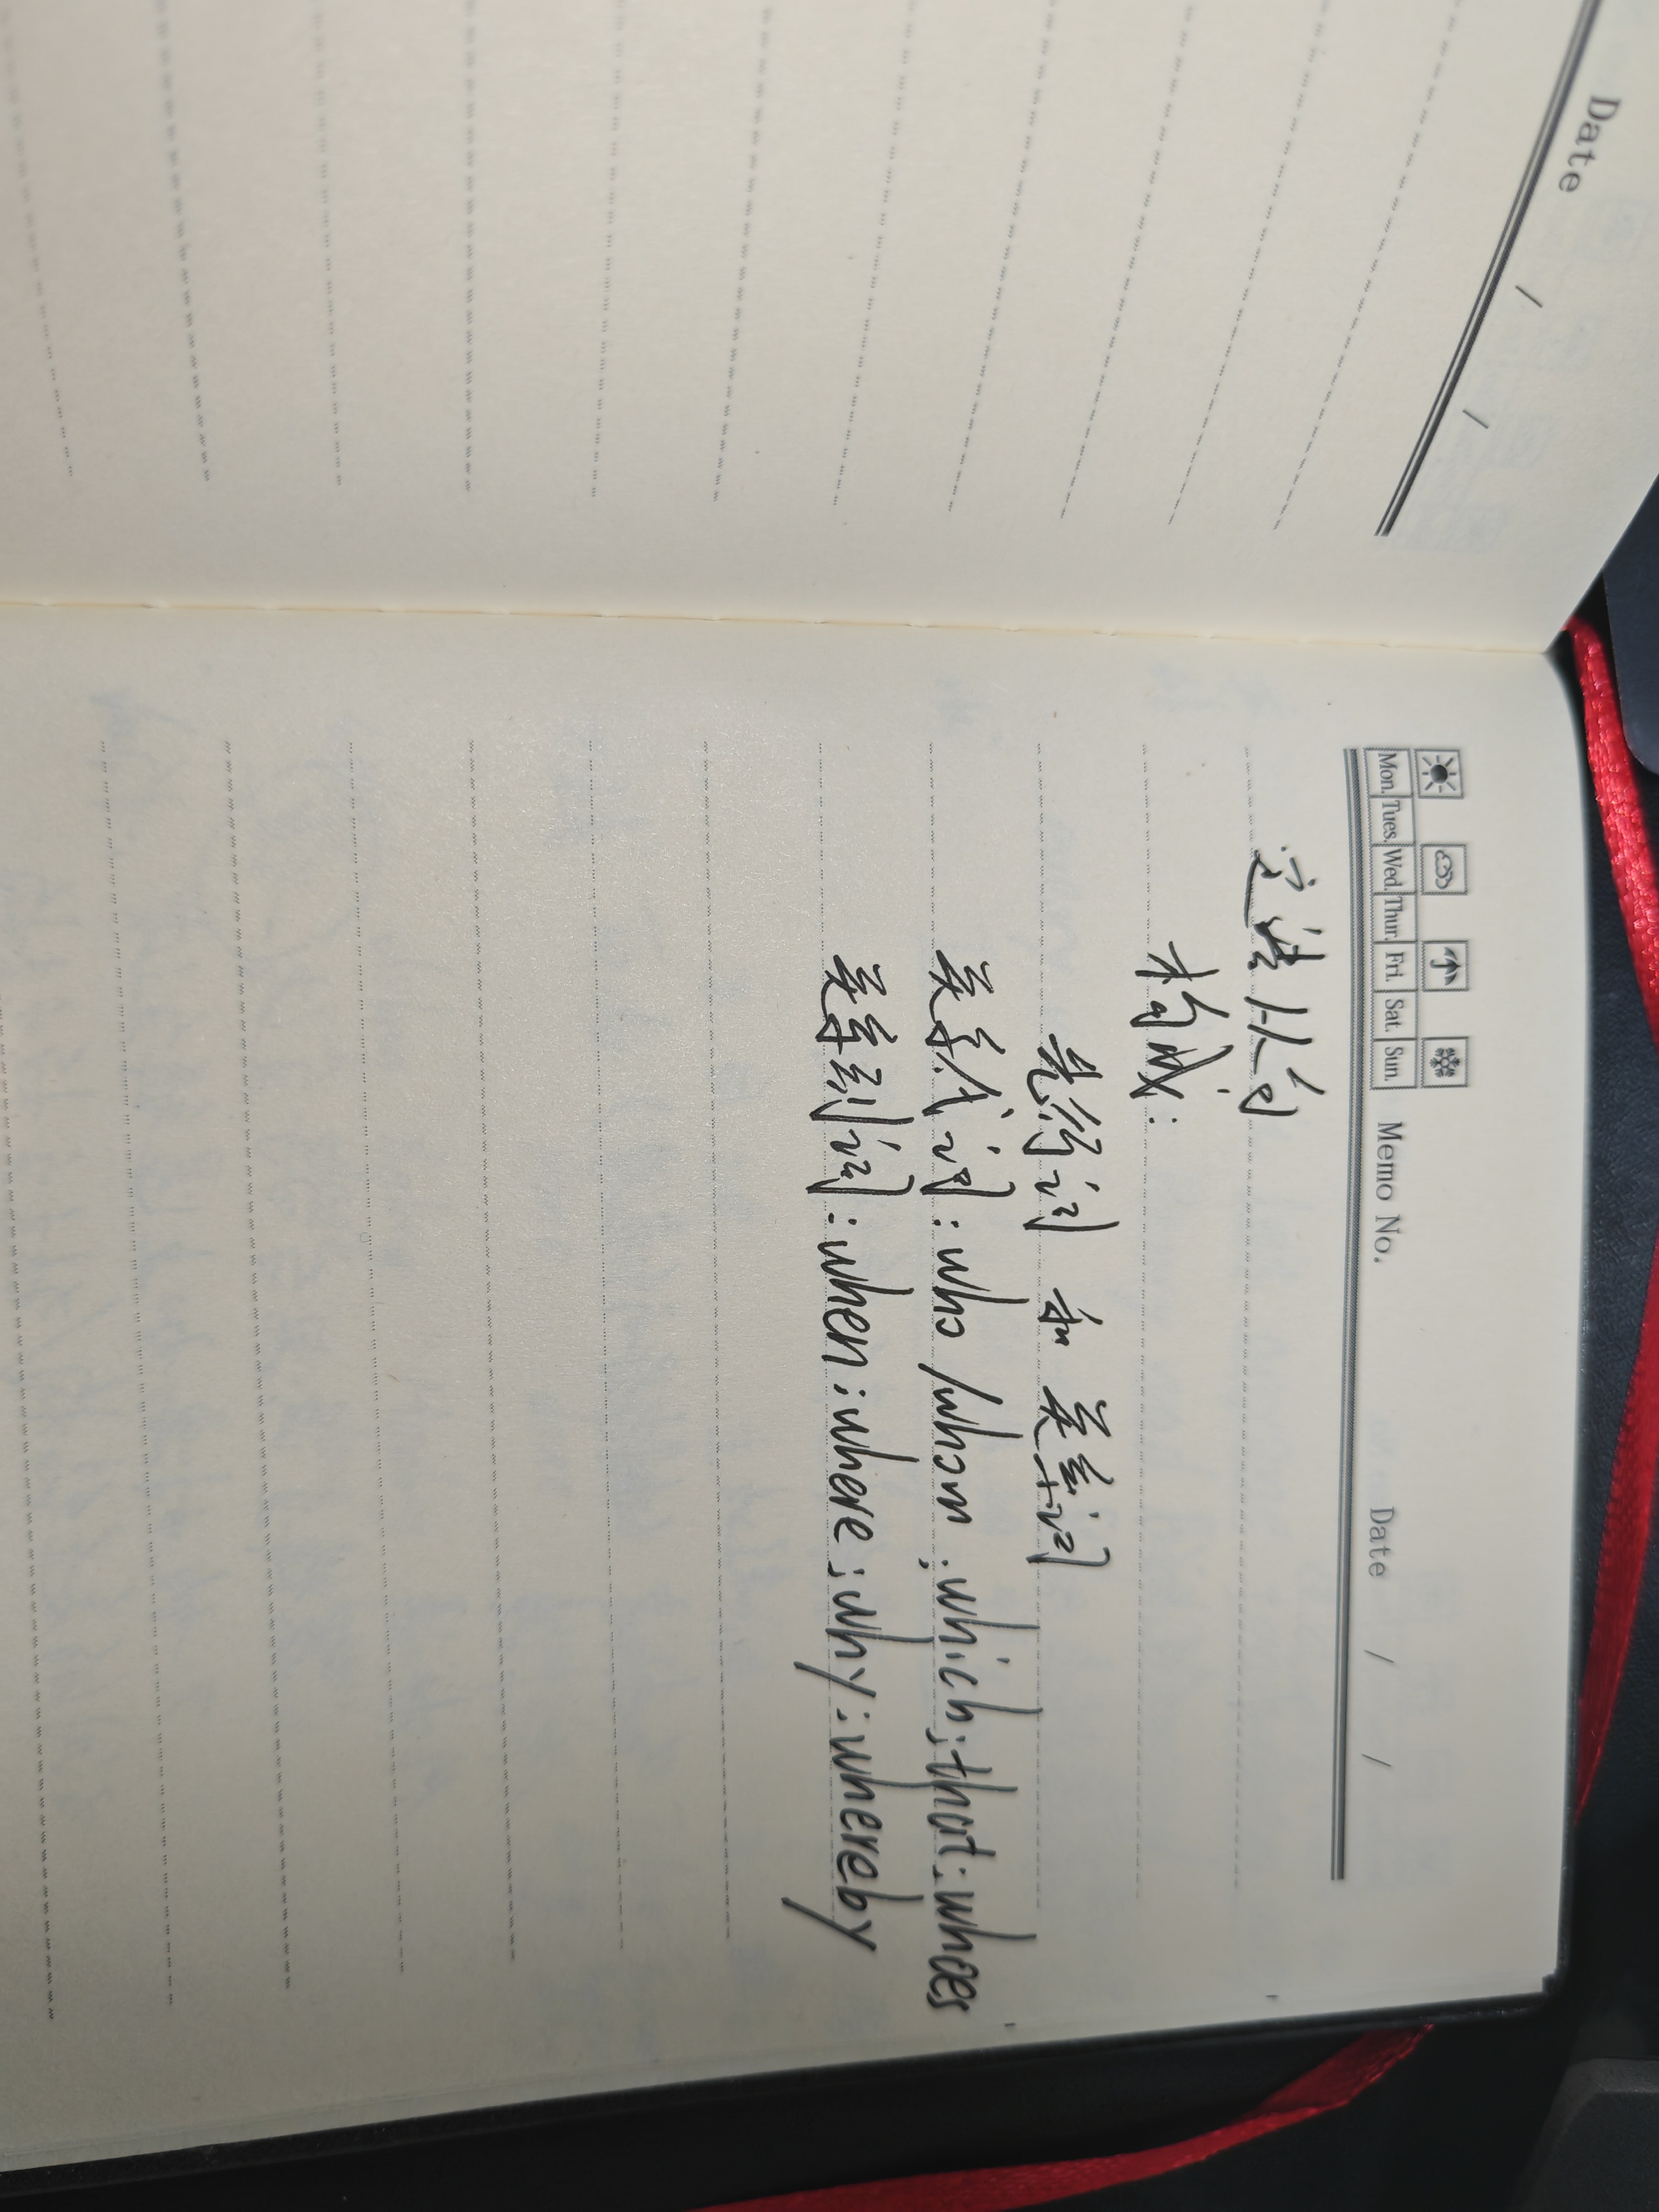 Date / /
Mon. Tues. Wed. Thur. Fri. Sat. Sun. Memo No. Date / /
定语从句
构成:
先行词 和 关系词
关系代词: who / whom ; which ; that ; whoes
关系副词: when ; where ; why ; whereby